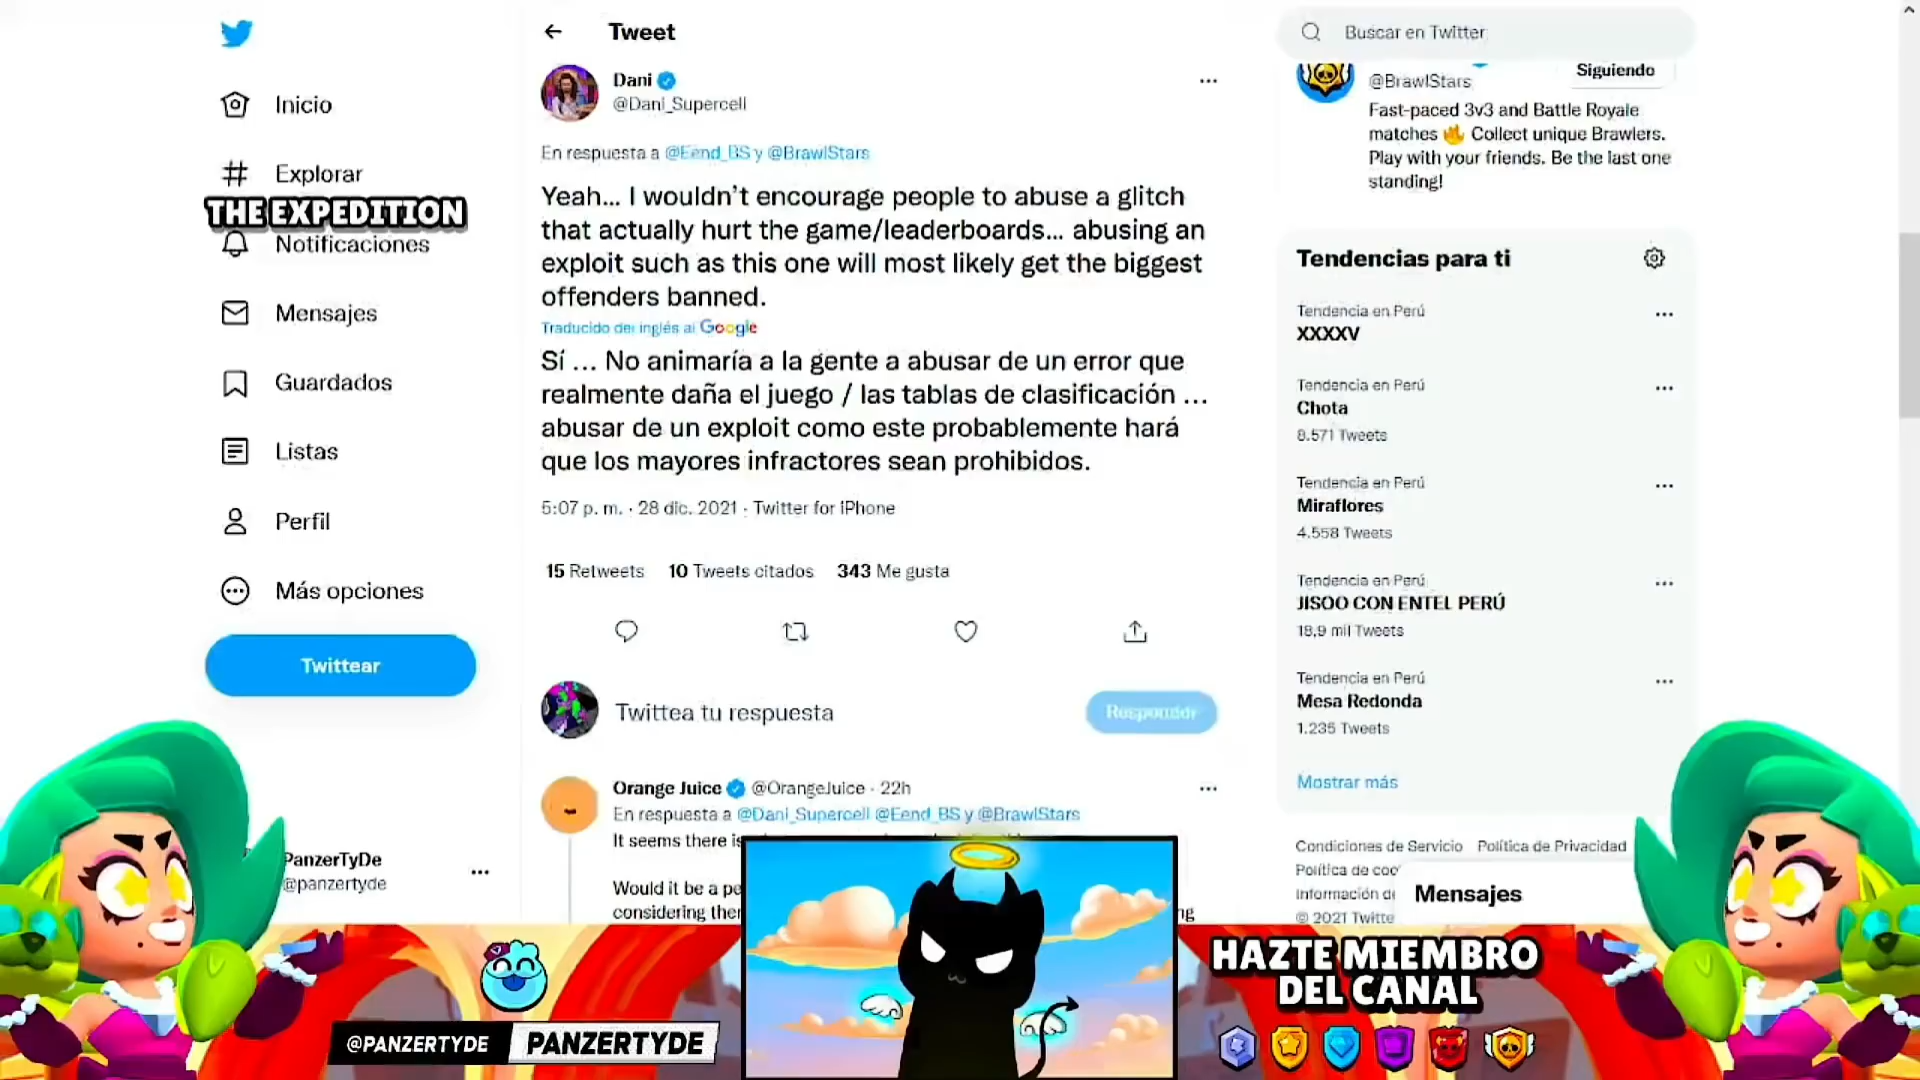 Inicio
Explorar
THE EXPEDITION
Notificaciones
Mensajes
Guardados
Listas
Perfil
Más opciones
Twittear
PanzerTyDe
@panzertyde
Tweet
Dani
@Dani_Supercell
En respuesta a @Eend_BS y @BrawlStars
Yeah... I wouldn't encourage people to abuse a glitch
that actually hurt the game/leaderboards... abusing an
exploit such as this one will most likely get the biggest
offenders banned.
Traducido del inglés al Google
Sí ... No animaría a la gente a abusar de un error que
realmente daña el juego / las tablas de clasificación ...
abusar de un exploit como este probablemente hará
que los mayores infractores sean prohibidos.
5:07 p. m. · 28 dic. 2021 · Twitter for iPhone
15 Retweets 10 Tweets citados 343 Me gusta
Twittea tu respuesta
Responder
Orange Juice @OrangeJuice · 22h
En respuesta a @Dani_Supercell @Eend_BS y @BrawlStars
It seems there is
Would it be a pe
considering ther
ng
Buscar en Twitter
@BrawlStars
Siguiendo
Fast-paced 3v3 and Battle Royale
matches 🔥 Collect unique Brawlers.
Play with your friends. Be the last one
standing!
Tendencias para ti
Tendencia en Perú
XXXXV
Tendencia en Perú
Chota
8.571 Tweets
Tendencia en Perú
Miraflores
4.558 Tweets
Tendencia en Perú
JISOO CON ENTEL PERÚ
18,9 mil Tweets
Tendencia en Perú
Mesa Redonda
1.235 Tweets
Mostrar más
Condiciones de Servicio Política de Privacidad
Política de coo
Información de
© 2021 Twitte
Mensajes
@PANZERTYDE
PANZERTYDE
HAZTE MIEMBRO
DEL CANAL